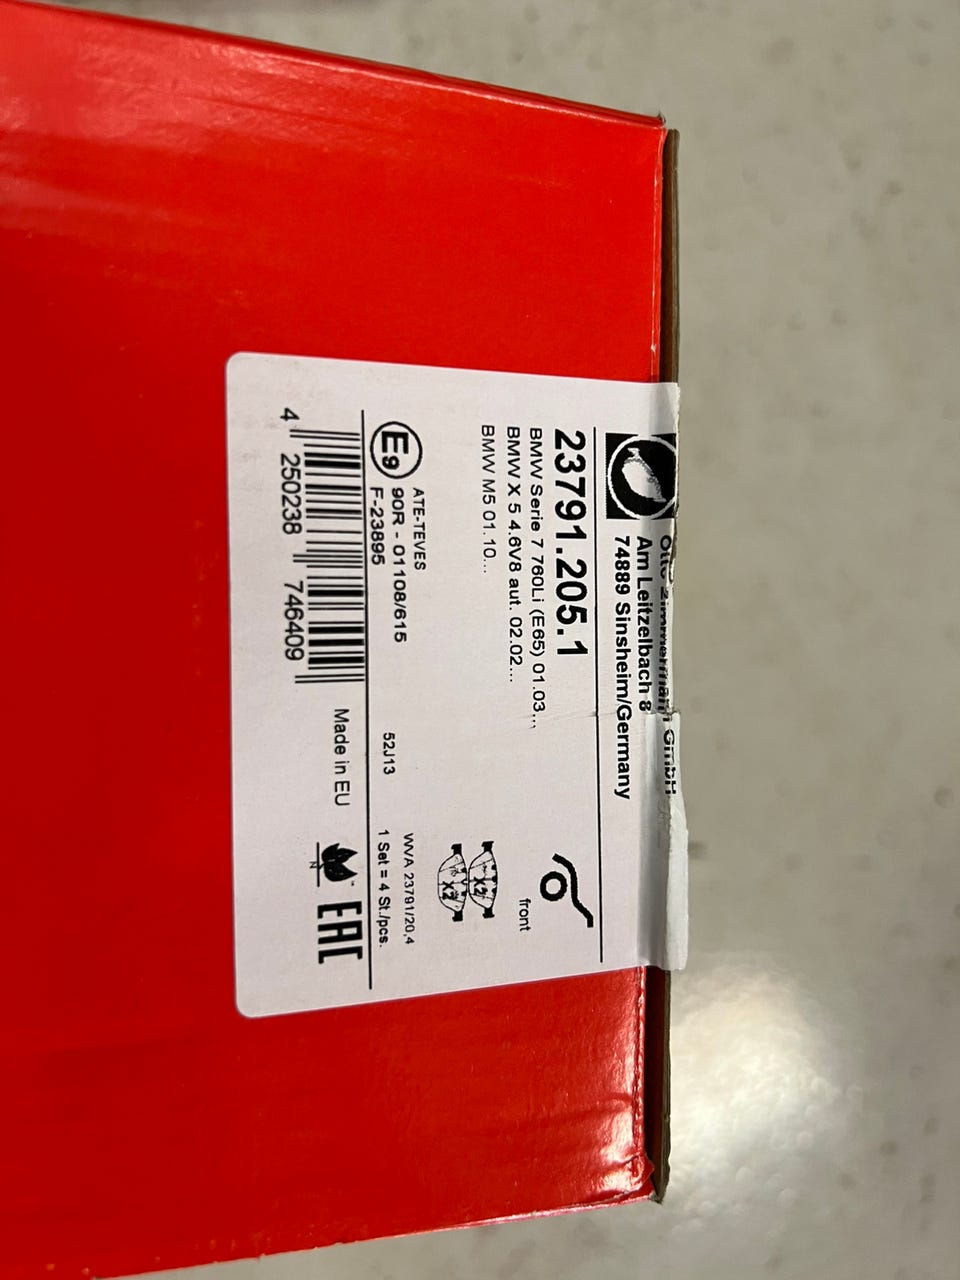 Otto Zimmermann GmbH
Am Leitzelbach 8
74889 Sinsheim/Germany
23791.205.1
BMW Serie 7 760Li (E65) 01.03...
BMW X 5 4.6V8 aut. 02.02...
BMW M5 01.10...
front
x2
x2
ATE-TEVES
E9
90R - 01108/615
F-23895
WVA 23791/20,4
52J13
1 Set = 4 St./pcs.
4 250238 746409
Made in EU
N
EAC